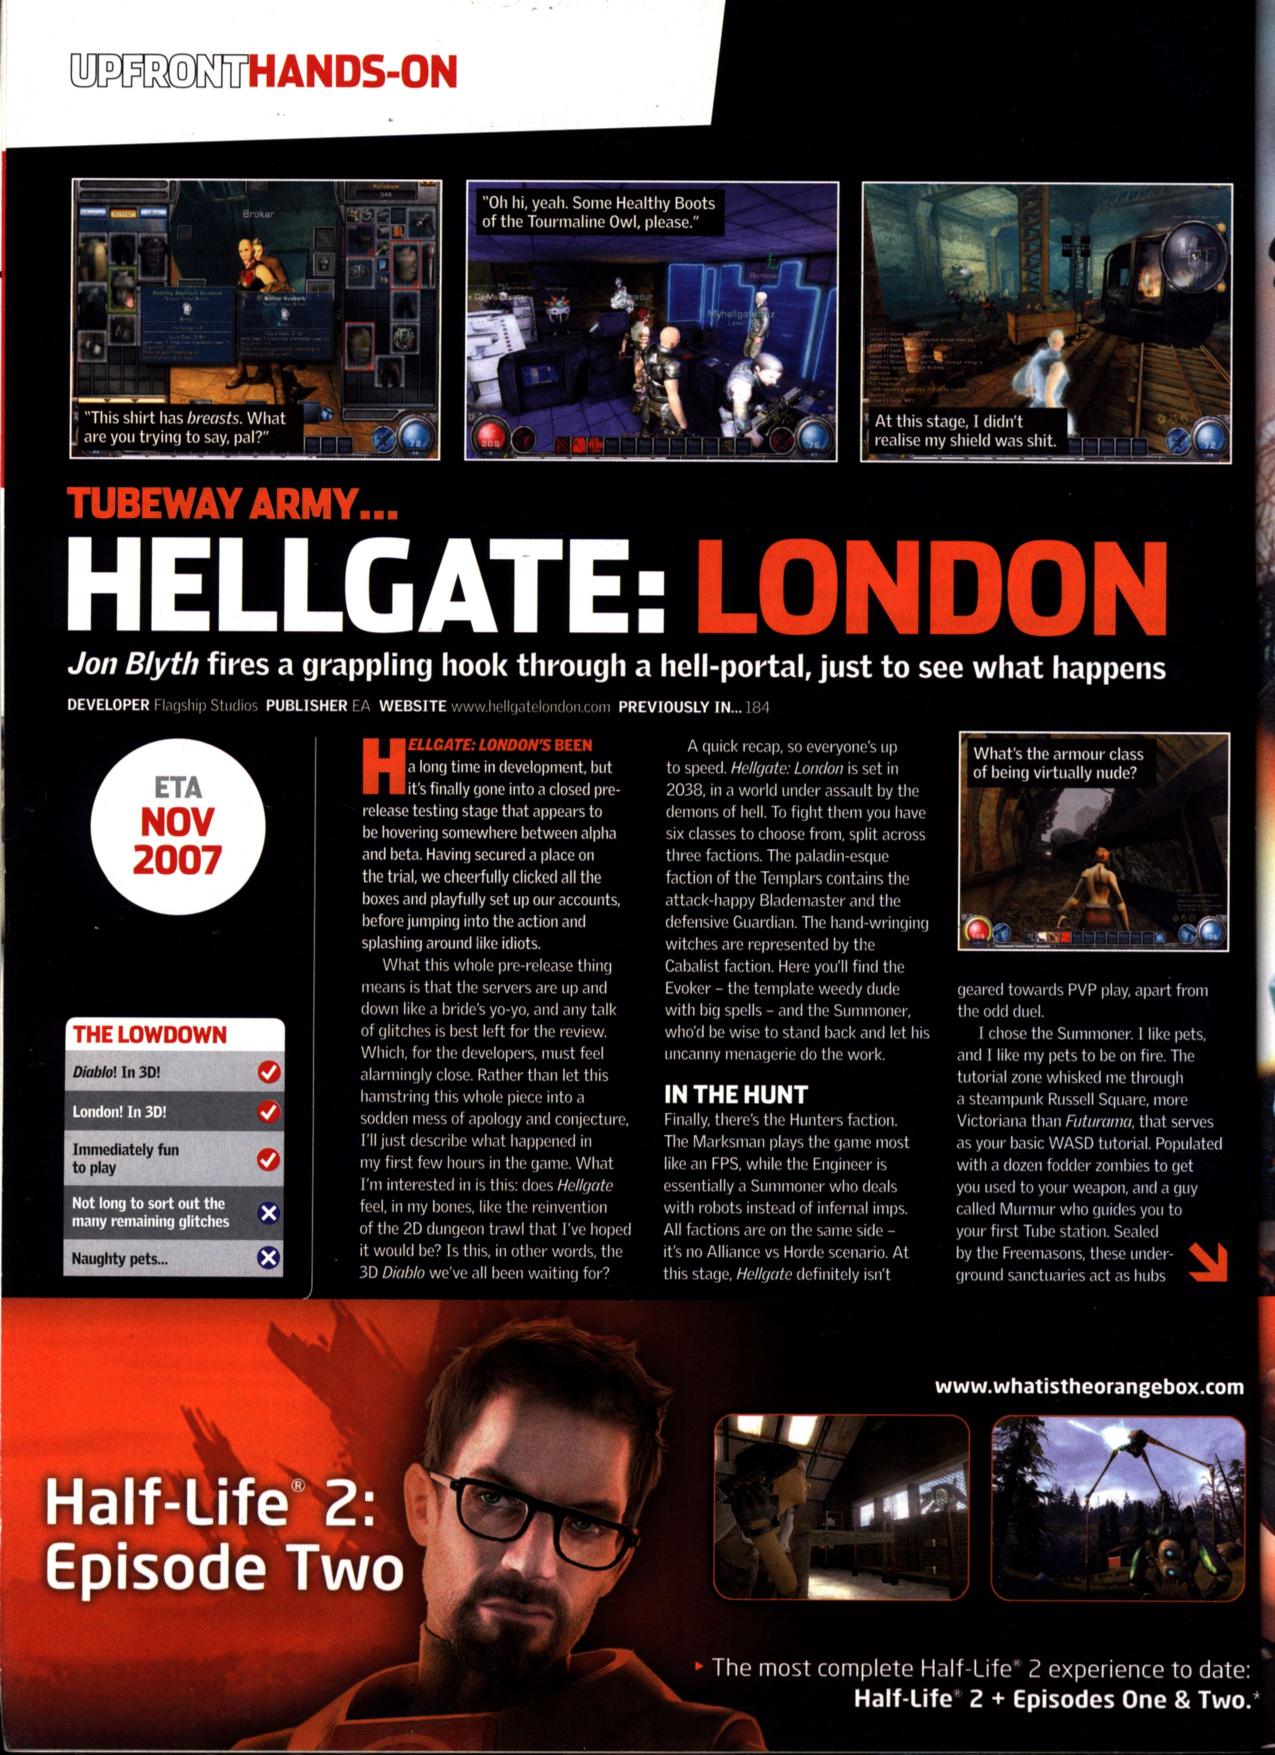 UPFRONTHANDS-ON
Brokar
"This shirt has breasts. What
are you trying to say, pal?"
72
"Oh hi, yeah. Some Healthy Boots
of the Tourmaline Owl, please."
At this stage, I didn't
realise my shield was shit.
72
TUBEWAY ARMY...
HELLGATE: LONDON
Jon Blyth fires a grappling hook through a hell-portal, just to see what happens
DEVELOPER Flagship Studios PUBLISHER EA WEBSITE www.hellgatelondon.com PREVIOUSLY IN... 184
ETA
NOV
2007
THE LOWDOWN
Diablo! In 3D!
London! In 3D!
Immediately fun
to play
Not long to sort out the
many remaining glitches
Naughty pets...
HELLGATE: LONDON'S BEEN
a long time in development, but
it's finally gone into a closed pre-
release testing stage that appears to
be hovering somewhere between alpha
and beta. Having secured a place on
the trial, we cheerfully clicked all the
boxes and playfully set up our accounts,
before jumping into the action and
splashing around like idiots.
What this whole pre-release thing
means is that the servers are up and
down like a bride's yo-yo, and any talk
of glitches is best left for the review.
Which, for the developers, must feel
alarmingly close. Rather than let this
hamstring this whole piece into a
sodden mess of apology and conjecture,
I'll just describe what happened in
my first few hours in the game. What
I'm interested in is this: does Hellgate
feel, in my bones, like the reinvention
of the 2D dungeon trawl that I've hoped
it would be? Is this, in other words, the
3D Diablo we've all been waiting for?
A quick recap, so everyone's up
to speed. Hellgate: London is set in
2038, in a world under assault by the
demons of hell. To fight them you have
six classes to choose from, split across
three factions. The paladin-esque
faction of the Templars contains the
attack-happy Blademaster and the
defensive Guardian. The hand-wringing
witches are represented by the
Cabalist faction. Here you'll find the
Evoker – the template weedy dude
with big spells – and the Summoner,
who'd be wise to stand back and let his
uncanny menagerie do the work.
IN THE HUNT
Finally, there's the Hunters faction.
The Marksman plays the game most
like an FPS, while the Engineer is
essentially a Summoner who deals
with robots instead of infernal imps.
All factions are on the same side –
it's no Alliance vs Horde scenario. At
this stage, Hellgate definitely isn't
What's the armour class
of being virtually nude?
geared towards PVP play, apart from
the odd duel.
I chose the Summoner. I like pets,
and I like my pets to be on fire. The
tutorial zone whisked me through
a steampunk Russell Square, more
Victoriana than Futurama, that serves
as your basic WASD tutorial. Populated
with a dozen fodder zombies to get
you used to your weapon, and a guy
called Murmur who guides you to
your first Tube station. Sealed
by the Freemasons, these under-
ground sanctuaries act as hubs
www.whatistheorangebox.com
Half-Life® 2:
Episode Two
The most complete Half-Life® 2 experience to date:
Half-Life® 2 + Episodes One & Two.*